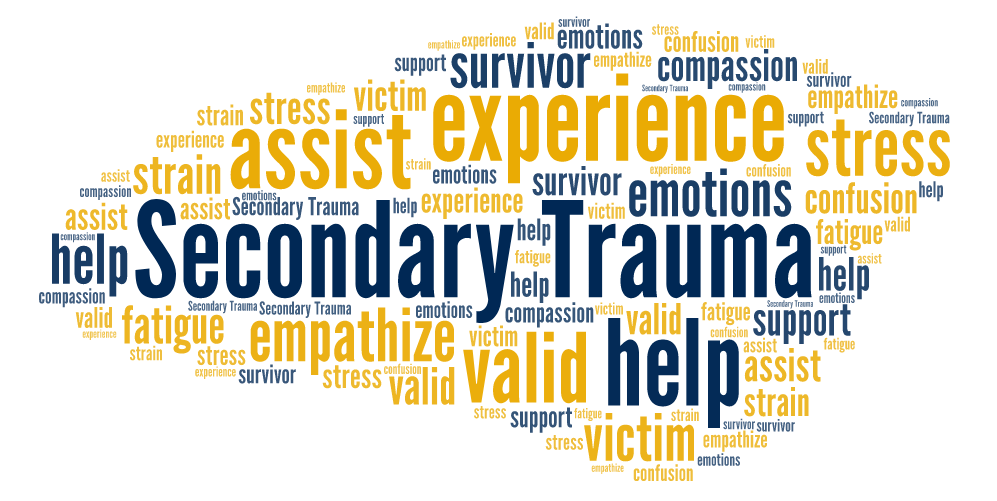 survivor
valid emotions stress
empathize experience confusion victim
support survivor empathize compassion valid
survivor
empathize victim Secondary Trauma compassion empathize
strain stress experience compassion
support support Secondary Trauma
experience assist stress
strain emotions experience confusion
assist strain survivor
compassion emotions emotions confusion help
assist assist Secondary Trauma help experience victim
compassion help fatigue valid
help Secondary Trauma support
fatigue assist
help help
compassion emotions
Secondary Trauma Secondary Trauma emotions compassion victim fatigue Secondary Trauma
valid fatigue empathize valid support
experience victim confusion
strain stress valid help assist fatigue
experience survivor stress confusion assist
valid strain
stress support fatigue strain
victim survivor survivor
stress empathize
empathize confusion emotions